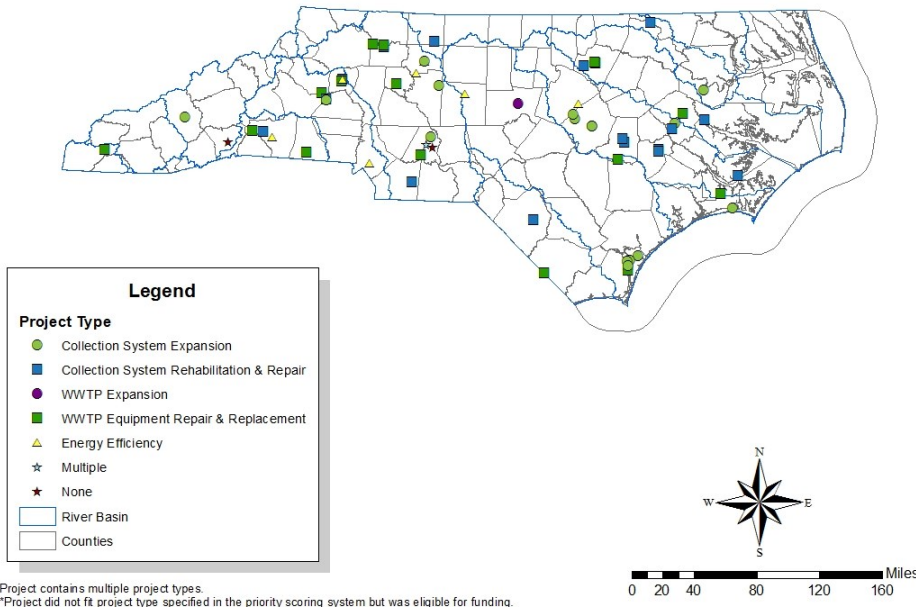 Legend
Project Type
Collection System Expansion
Collection System Rehabilitation & Repair
WWTP Expansion
WWTP Equipment Repair & Replacement
Energy Efficiency
Multiple
None
River Basin
Counties
N
W E
S
Miles
0 20 40 80 120 160
Project contains multiple project types.
*Project did not fit project type specified in the priority scoring system but was eligible for funding.